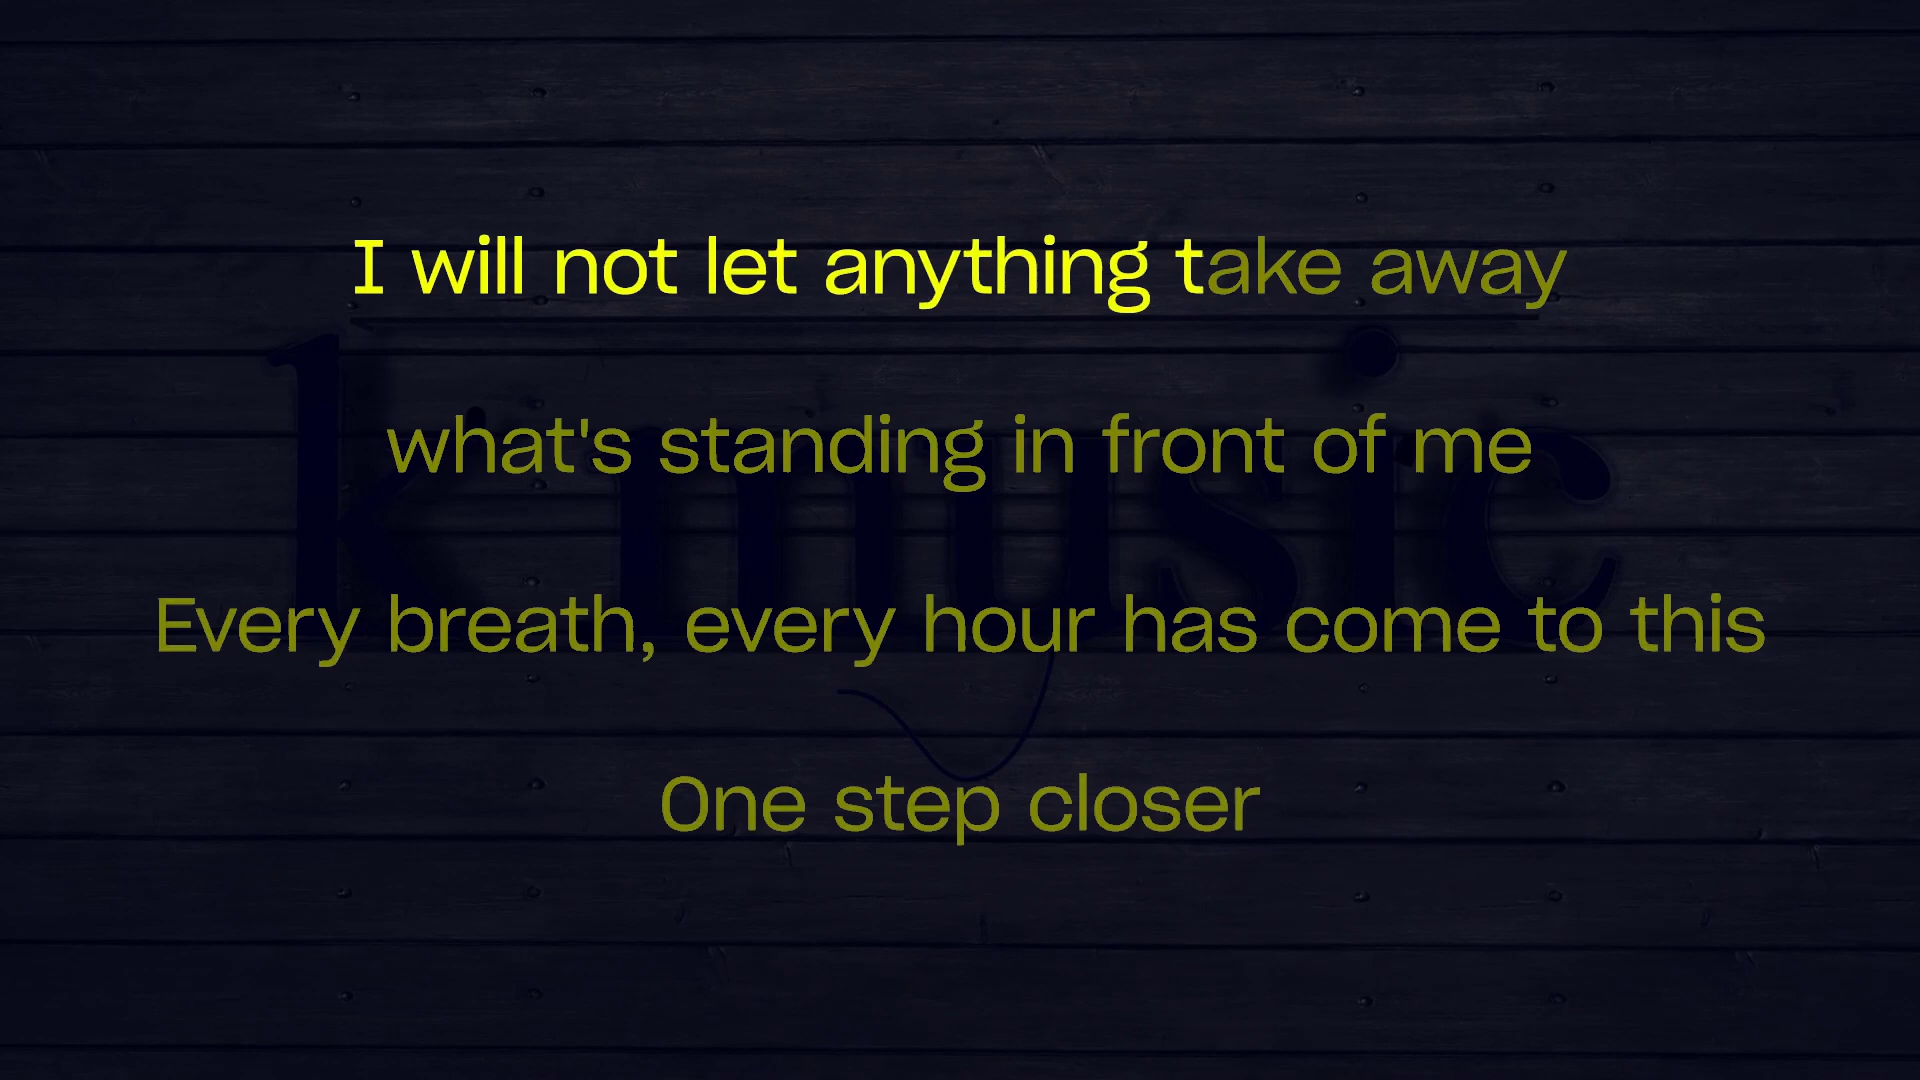 I will not let anything take away
what's standing in front of me
k music
Every breath, every hour has come to this
One step closer